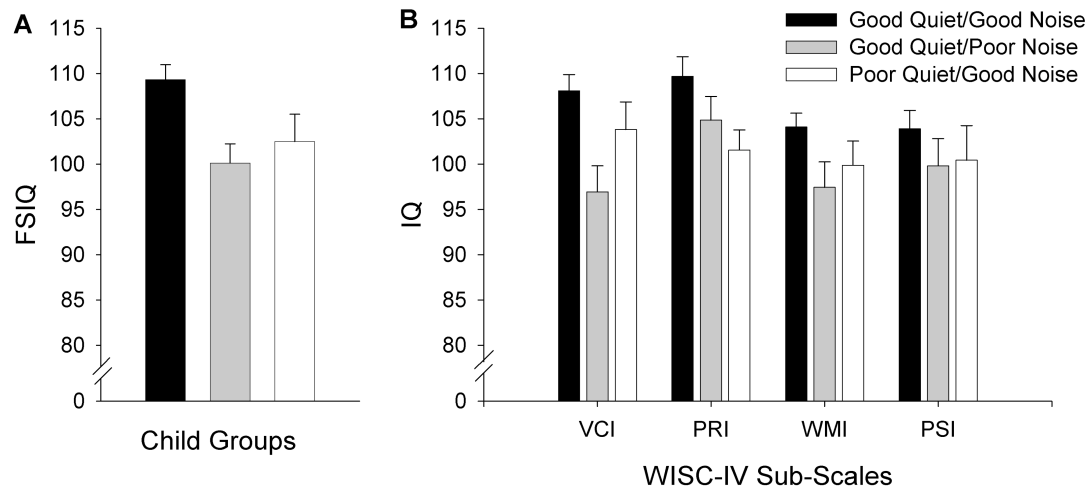 A
115
110
105
100
95
90
85
80
0
FSIQ
Child Groups
B
115
110
105
100
95
90
85
80
0
IQ
Good Quiet/Good Noise
Good Quiet/Poor Noise
Poor Quiet/Good Noise
VCI PRI WMI PSI
WISC-IV Sub-Scales